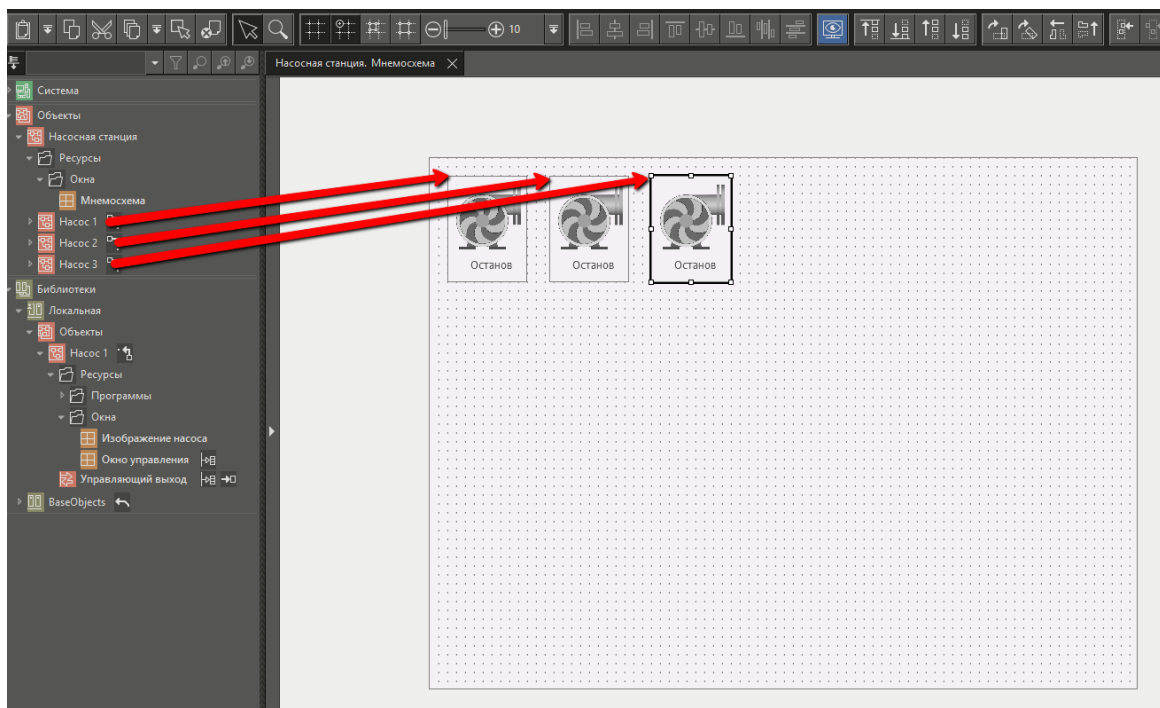 10
Насосная станция. Мнемосхема
Система
Объекты
Насосная станция
Ресурсы
Окна
Мнемосхема
Насос 1
Насос 2
Насос 3
Библиотеки
Локальная
Объекты
Насос 1
Ресурсы
Программы
Окна
Изображение насоса
Окно управления
Управляющий выход
BaseObjects
Останов
Останов
Останов